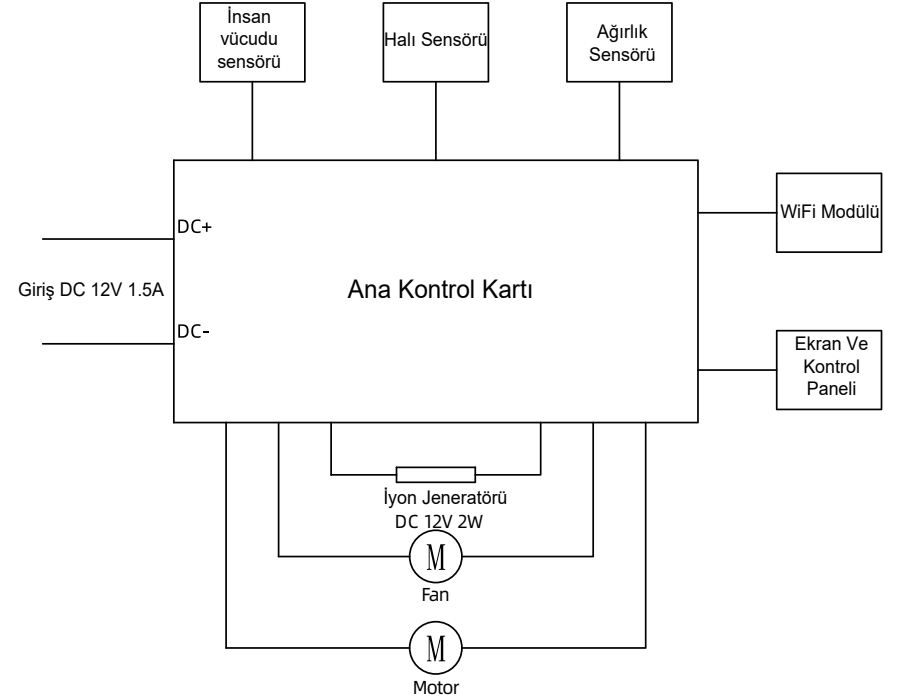 İnsan
vücudu
sensörü
Halı Sensörü
Ağırlık
Sensörü
WiFi Modülü
DC+
Giriş DC 12V 1.5A
Ana Kontrol Kartı
DC-
Ekran Ve
Kontrol
Paneli
İyon Jeneratörü
DC 12V 2W
M
Fan
M
Motor